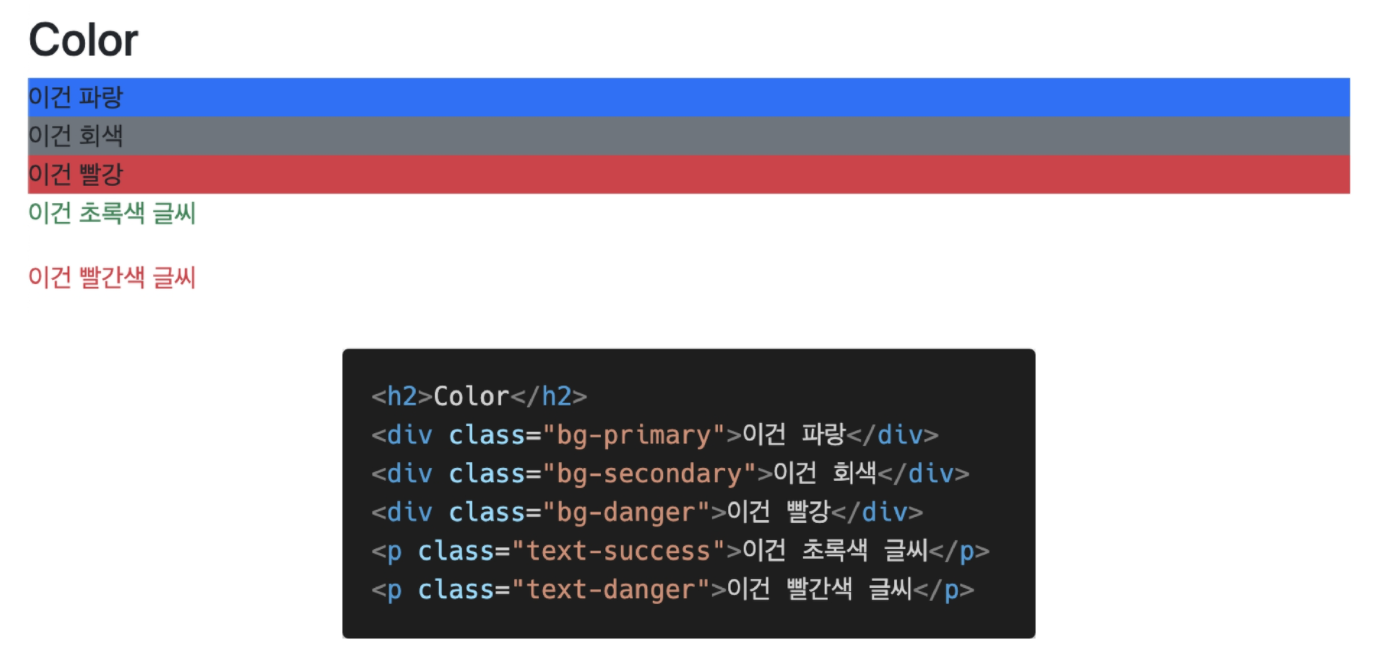 Color
이건 파랑
이건 회색
이건 빨강
이건 초록색 글씨
이건 빨간색 글씨
<h2>Color</h2>
<div class="bg-primary">이건 파랑</div>
<div class="bg-secondary">이건 회색</div>
<div class="bg-danger">이건 빨강</div>
<p class="text-success">이건 초록색 글씨</p>
<p class="text-danger">이건 빨간색 글씨</p>